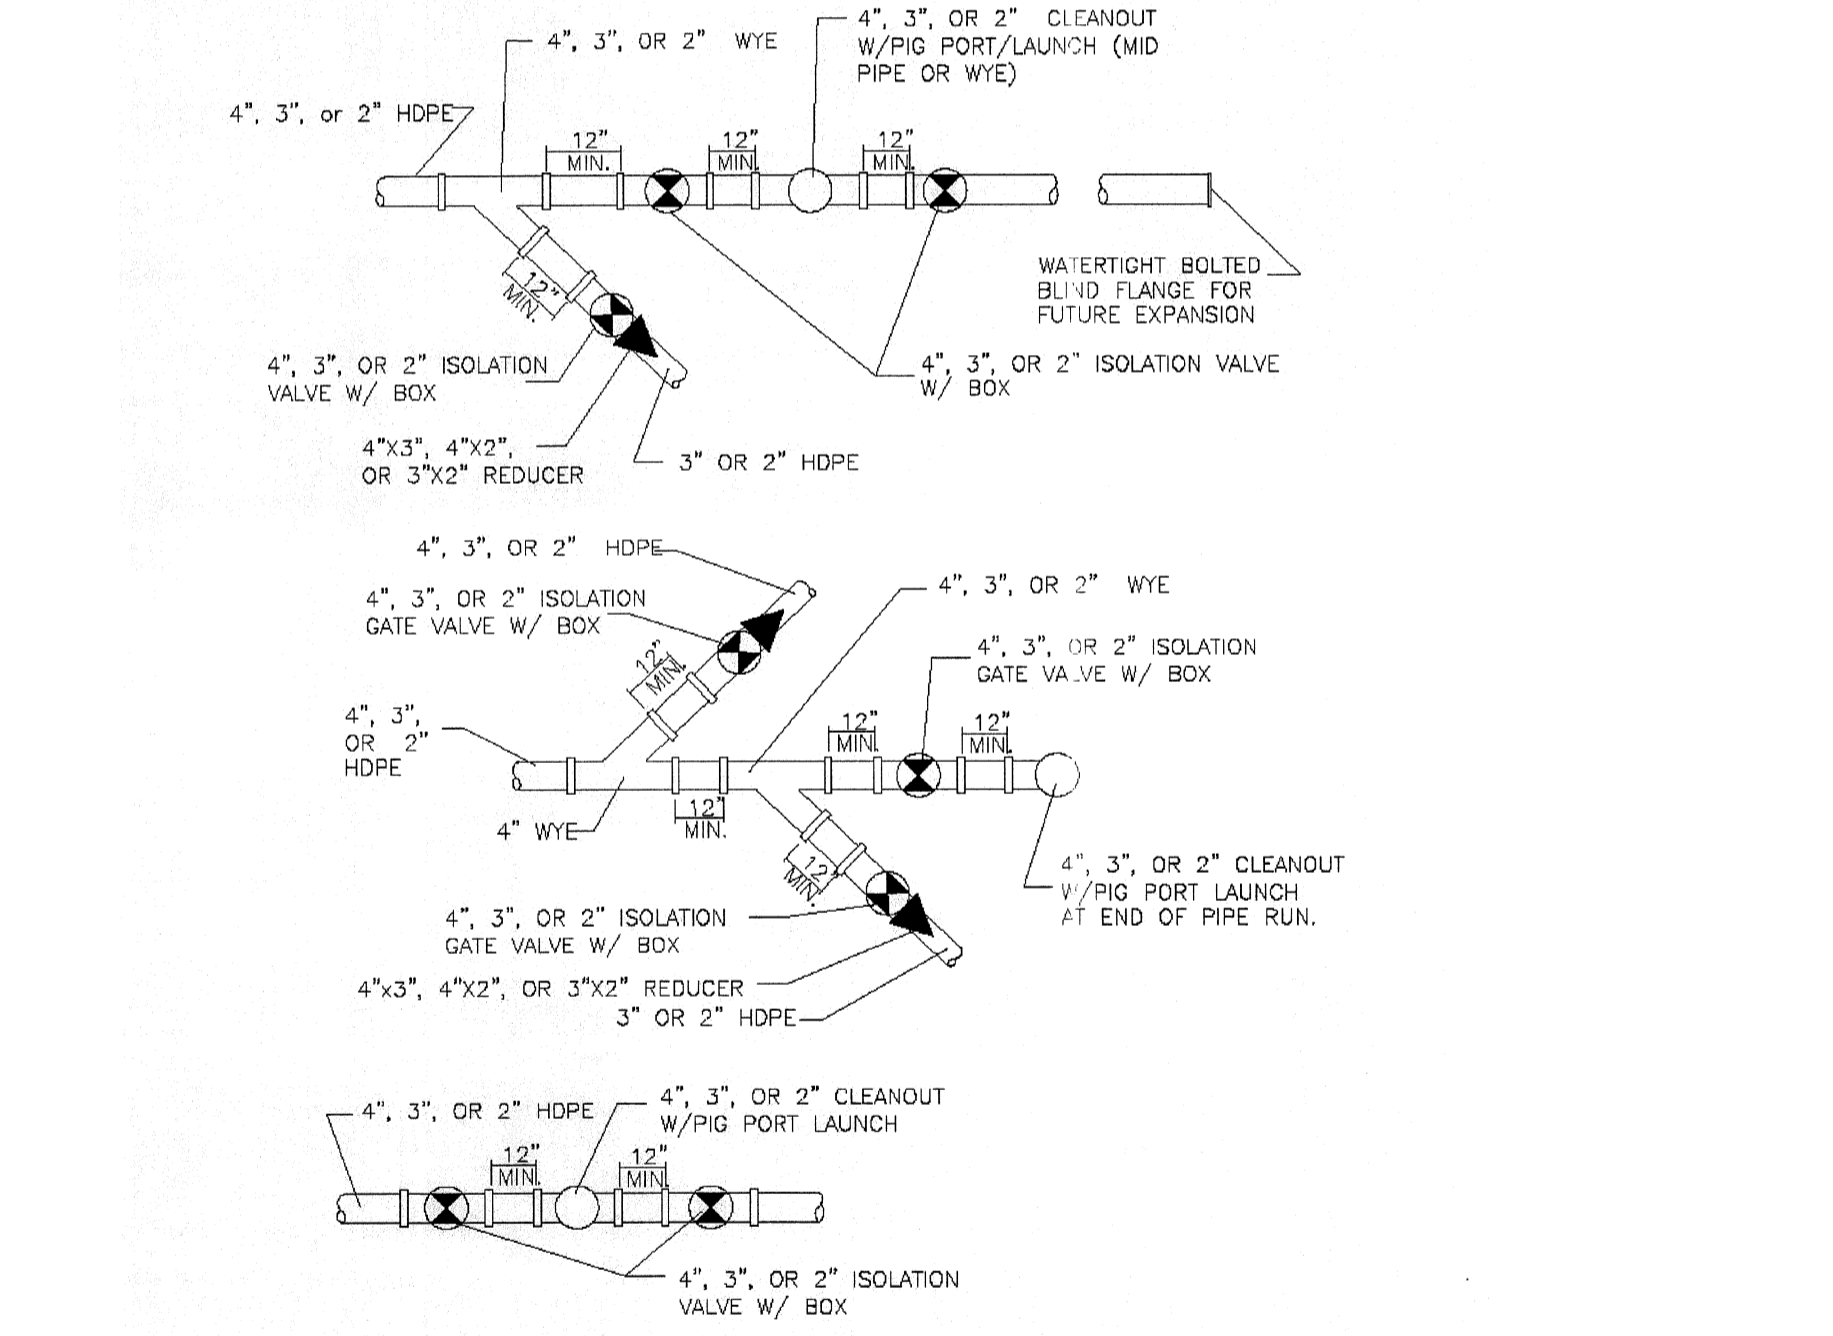 4", 3", OR 2" CLEANOUT
W/PIG PORT/LAUNCH (MID
PIPE OR WYE)
4", 3", OR 2" WYE
4", 3", or 2" HDPE
12"
MIN.
12"
MIN.
12"
MIN.
12"
MIN.
WATERTIGHT BOLTED
BLIND FLANGE FOR
FUTURE EXPANSION
4", 3", OR 2" ISOLATION
VALVE W/ BOX
4", 3", OR 2" ISOLATION VALVE
W/ BOX
4"X3", 4"X2",
OR 3"X2" REDUCER
3" OR 2" HDPE
4", 3", OR 2" HDPE
4", 3", OR 2" ISOLATION
GATE VALVE W/ BOX
4", 3", OR 2" WYE
4", 3", OR 2" ISOLATION
GATE VALVE W/ BOX
12"
MIN.
4", 3",
OR 2"
HDPE
12"
MIN.
12"
MIN.
12"
MIN.
4" WYE
12"
MIN.
4", 3", OR 2" CLEANOUT
W/PIG PORT LAUNCH
AT END OF PIPE RUN.
4", 3", OR 2" ISOLATION
GATE VALVE W/ BOX
4"x3", 4"X2", OR 3"X2" REDUCER
3" OR 2" HDPE
4", 3", OR 2" HDPE
4", 3", OR 2" CLEANOUT
W/PIG PORT LAUNCH
12"
MIN.
12"
MIN.
4", 3", OR 2" ISOLATION
VALVE W/ BOX